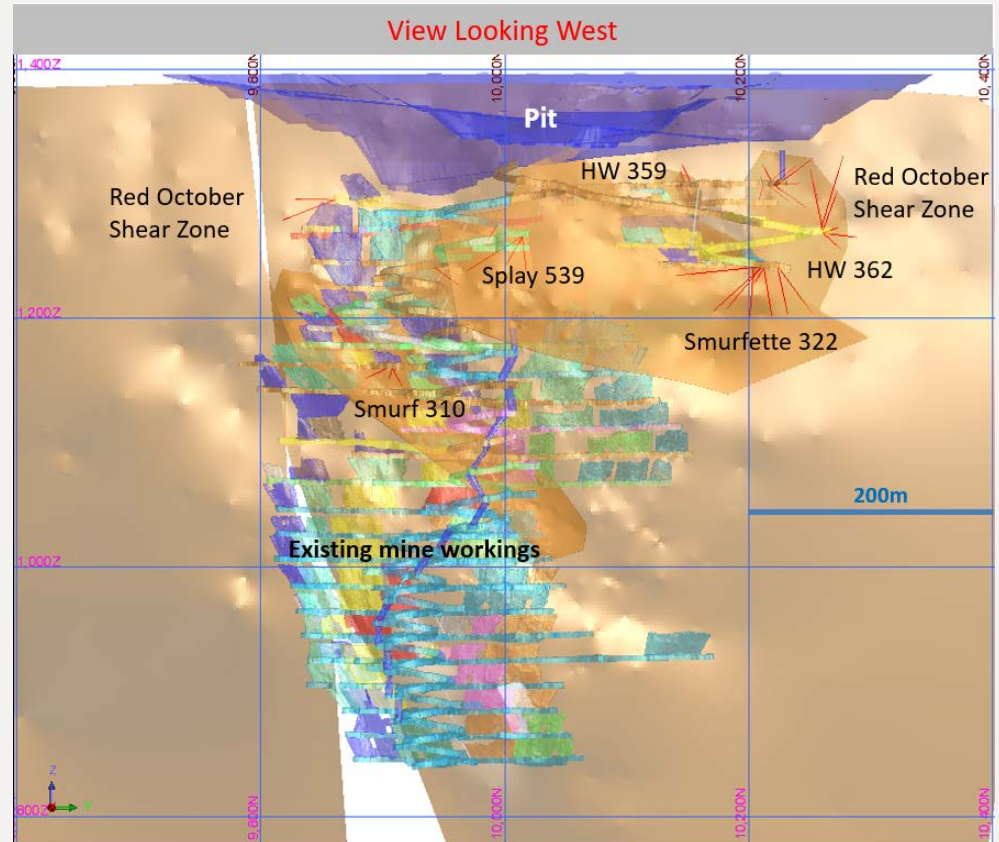 View Looking West
1,400Z
9,800N
10,000N
10,200N
10,400N
Pit
HW 359
Red October
Shear Zone
Red October
Shear Zone
Splay 539
HW 362
1,200Z
Smurfette 322
Smurf 310
200m
Existing mine workings
1,000Z
Z
Y
800Z
9,800N
10,000N
10,200N
10,400N